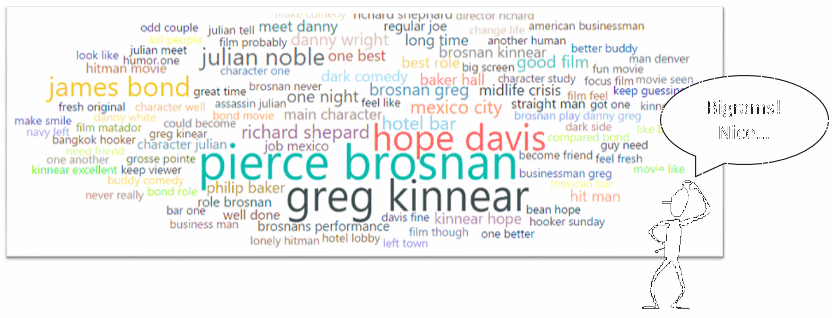 make comedy richard shephard director richard
odd couple julian tell meet danny regular joe change life american businessman
kill people film probably danny wright long time another human
look like julian meet humor.one julian noble one best brosnan kinnear better buddy
hitman movie character one dark comedy best role big screen good film fun movie man denver
james bond great time brosnan never brosnan greg baker hall character study focus film movie seen
fresh original character well assassin julian one night feel like midlife crisis film feel keep guessing
make smile danny white bond movie main character mexico city straight man got one
navy left film matador could become richard shepard hotel bar brosnan play danny greg
bangkok hooker greg kinear character julian job mexico hope davis dark side like
need friend compared bond guy need
one another grosse pointe pierce brosnan become friend feel fresh
kinnear excellent keep viewer businessman greg movie like
buddy comedy philip baker mexican bar
never really bond role role brosnan greg kinnear hit man
bar one well done davis fine kinnear hope bean hope
business man brosnans performance film though one better hooker sunday
lonely hitman hotel lobby left town
Bigrams!
Nice...